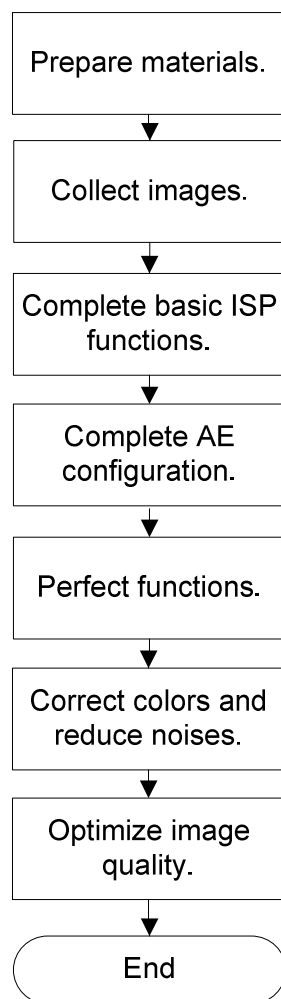 Prepare materials.
Collect images.
Complete basic ISP
functions.
Complete AE
configuration.
Perfect functions.
Correct colors and
reduce noises.
Optimize image
quality.
End